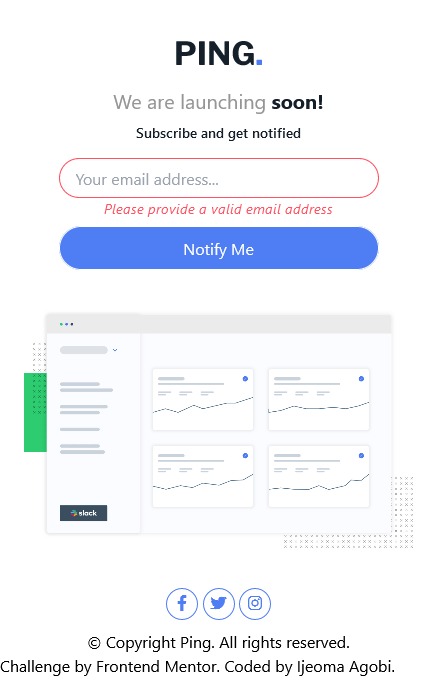 PING.
We are launching soon!
Subscribe and get notified
Your email address...
Please provide a valid email address
Notify Me
slack
© Copyright Ping. All rights reserved.
Challenge by Frontend Mentor. Coded by Ijeoma Agobi.